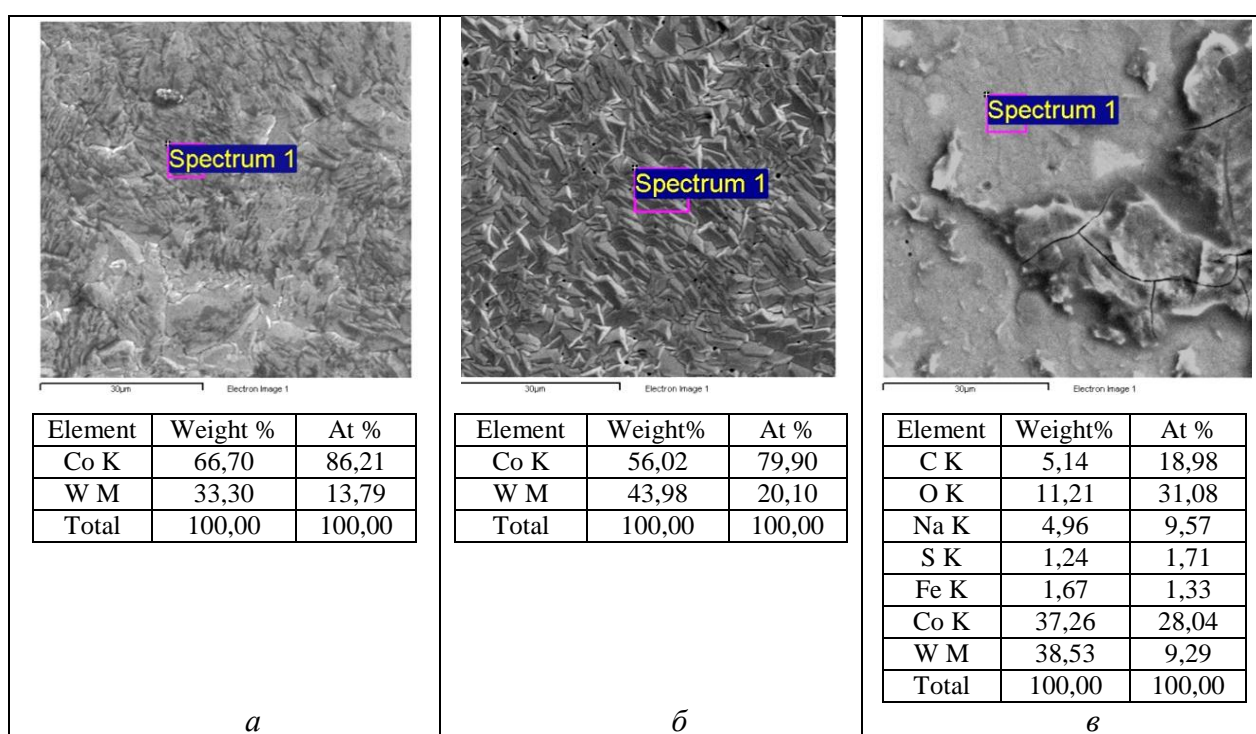 Spectrum 1
30µm Electron Image 1
Element Weight % At %
Co K 66,70 86,21
W M 33,30 13,79
Total 100,00 100,00
а
Spectrum 1
30µm Electron Image 1
Element Weight% At %
Co K 56,02 79,90
W M 43,98 20,10
Total 100,00 100,00
б
Spectrum 1
30µm Electron Image 1
Element Weight% At %
C K 5,14 18,98
O K 11,21 31,08
Na K 4,96 9,57
S K 1,24 1,71
Fe K 1,67 1,33
Co K 37,26 28,04
W M 38,53 9,29
Total 100,00 100,00
в